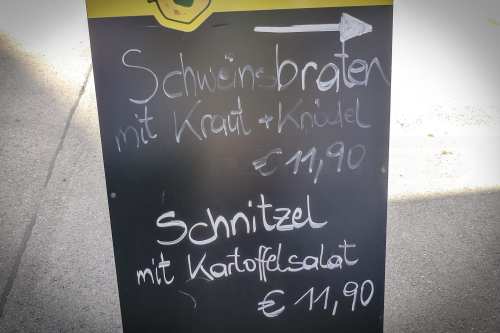 Schweinsbraten
mit Kraut + Knödel
€ 11,90
Schnitzel
mit Kartoffelsalat
€ 11,90